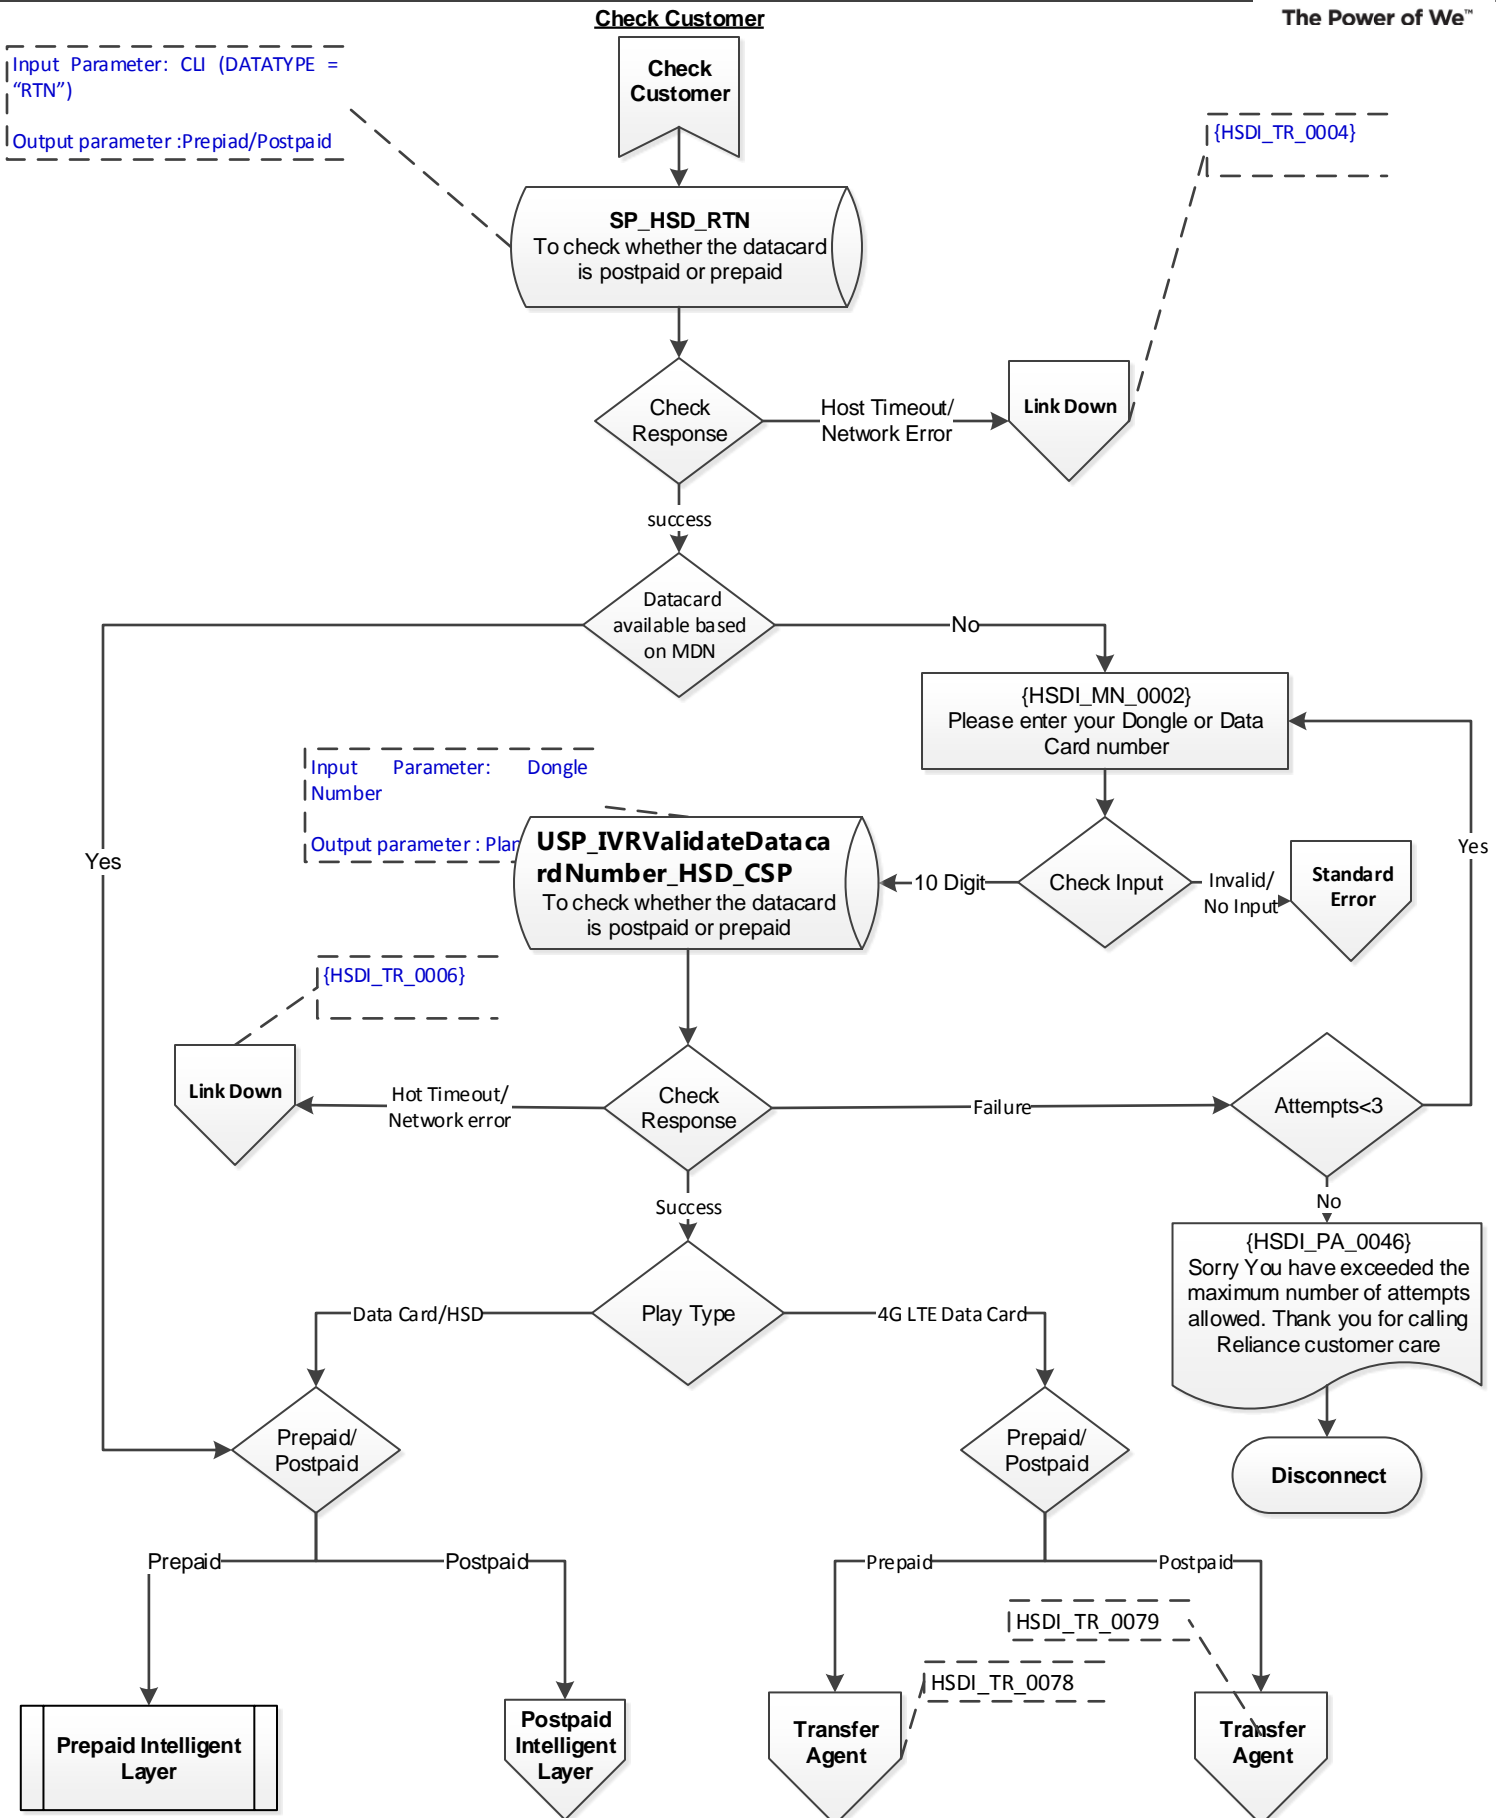 Check Customer
The Power of We™
Input Parameter: CLI (DATATYPE =
“RTN”)
Output parameter :Prepiad/Postpaid
Check
Customer
{HSDI_TR_0004}
SP_HSD_RTN
To check whether the datacard
is postpaid or prepaid
Check
Response
Host Timeout/
Network Error
Link Down
success
Datacard
available based
on MDN
No
{HSDI_MN_0002}
Please enter your Dongle or Data
Card number
Input Parameter: Dongle
Number
Output parameter : Plan
USP_IVRValidateDataca
rdNumber_HSD_CSP
To check whether the datacard
is postpaid or prepaid
Yes
10 Digit
Check Input
Invalid/
No Input
Standard
Error
Yes
{HSDI_TR_0006}
Link Down
Hot Timeout/
Network error
Check
Response
Failure
Attempts<3
Success
No
{HSDI_PA_0046}
Sorry You have exceeded the
maximum number of attempts
allowed. Thank you for calling
Reliance customer care
Data Card/HSD
Play Type
4G LTE Data Card
Prepaid/
Postpaid
Prepaid/
Postpaid
Disconnect
Prepaid
Postpaid
Prepaid
Postpaid
HSDI_TR_0079
HSDI_TR_0078
Prepaid Intelligent
Layer
Postpaid
Intelligent
Layer
Transfer
Agent
Transfer
Agent